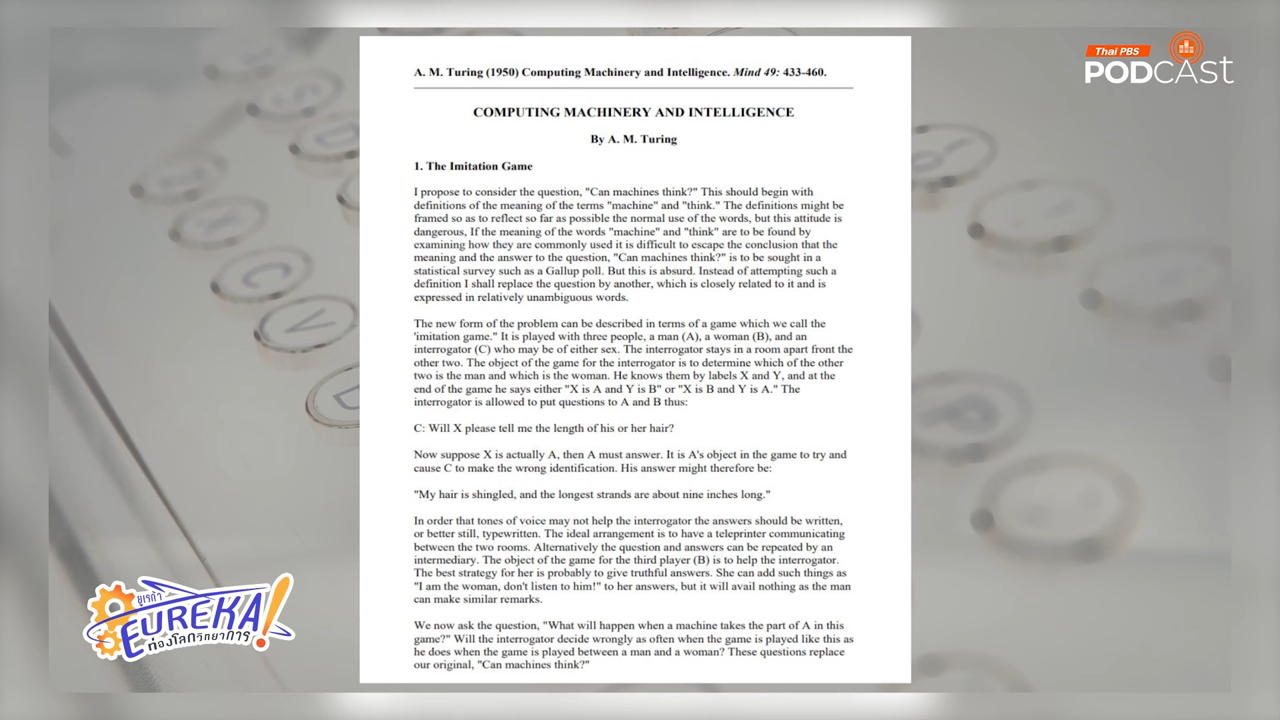 Thai PBS
PODCAST
A. M. Turing (1950) Computing Machinery and Intelligence. Mind 49: 433-460.
COMPUTING MACHINERY AND INTELLIGENCE
By A. M. Turing
1. The Imitation Game
I propose to consider the question, "Can machines think?" This should begin with
definitions of the meaning of the terms "machine" and "think." The definitions might be
framed so as to reflect so far as possible the normal use of the words, but this attitude is
dangerous, If the meaning of the words "machine" and "think" are to be found by
examining how they are commonly used it is difficult to escape the conclusion that the
meaning and the answer to the question, "Can machines think?" is to be sought in a
statistical survey such as a Gallup poll. But this is absurd. Instead of attempting such a
definition I shall replace the question by another, which is closely related to it and is
expressed in relatively unambiguous words.
The new form of the problem can be described in terms of a game which we call the
'imitation game." It is played with three people, a man (A), a woman (B), and an
interrogator (C) who may be of either sex. The interrogator stays in a room apart front the
other two. The object of the game for the interrogator is to determine which of the other
two is the man and which is the woman. He knows them by labels X and Y, and at the
end of the game he says either "X is A and Y is B" or "X is B and Y is A." The
interrogator is allowed to put questions to A and B thus:
C: Will X please tell me the length of his or her hair?
Now suppose X is actually A, then A must answer. It is A's object in the game to try and
cause C to make the wrong identification. His answer might therefore be:
"My hair is shingled, and the longest strands are about nine inches long."
In order that tones of voice may not help the interrogator the answers should be written,
or better still, typewritten. The ideal arrangement is to have a teleprinter communicating
between the two rooms. Alternatively the question and answers can be repeated by an
intermediary. The object of the game for the third player (B) is to help the interrogator.
The best strategy for her is probably to give truthful answers. She can add such things as
"I am the woman, don't listen to him!" to her answers, but it will avail nothing as the man
can make similar remarks.
We now ask the question, "What will happen when a machine takes the part of A in this
game?" Will the interrogator decide wrongly as often when the game is played like this as
he does when the game is played between a man and a woman? These questions replace
our original, "Can machines think?"
ยูเรก้า
EUREKA!
ท่องโลกวิทยาการ
S
D
X
C
V
P